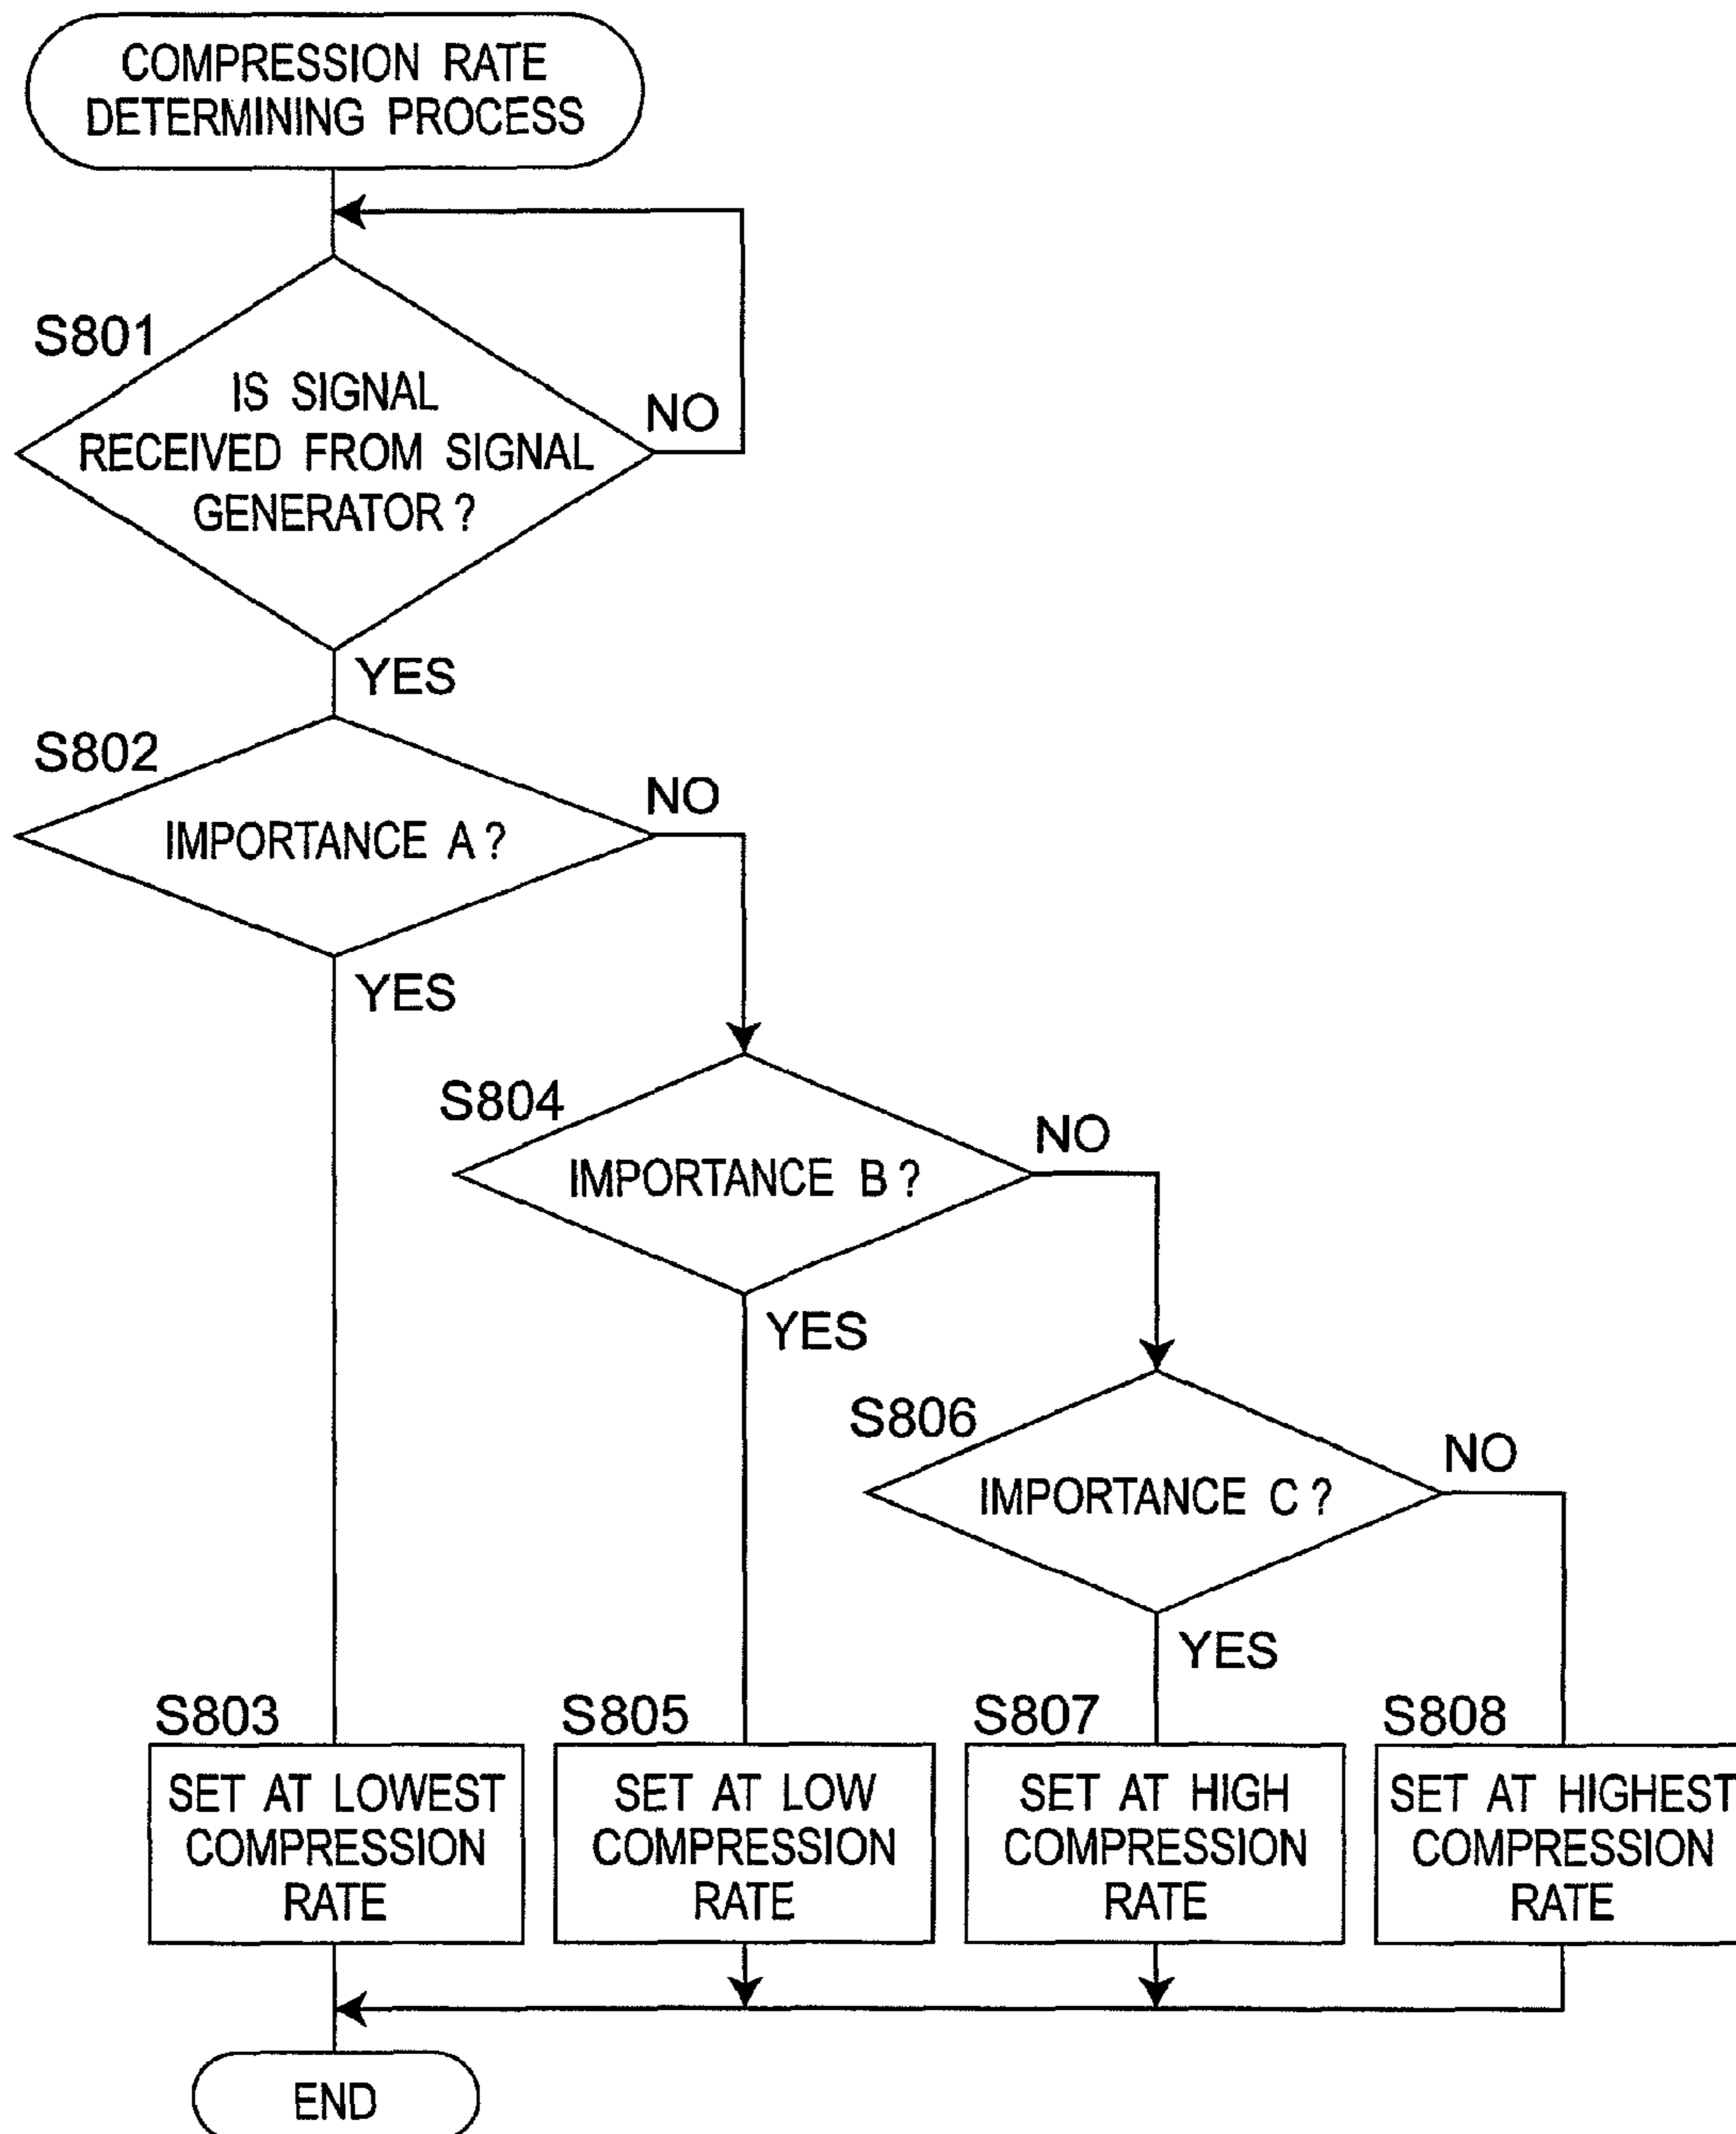 COMPRESSION RATE
DETERMINING PROCESS
S801
IS SIGNAL
RECEIVED FROM SIGNAL
GENERATOR ?
NO
YES
S802
IMPORTANCE A ?
NO
YES
S804
IMPORTANCE B ?
NO
YES
S806
IMPORTANCE C ?
NO
YES
S803
SET AT LOWEST
COMPRESSION
RATE
S805
SET AT LOW
COMPRESSION
RATE
S807
SET AT HIGH
COMPRESSION
RATE
S808
SET AT HIGHEST
COMPRESSION
RATE
END